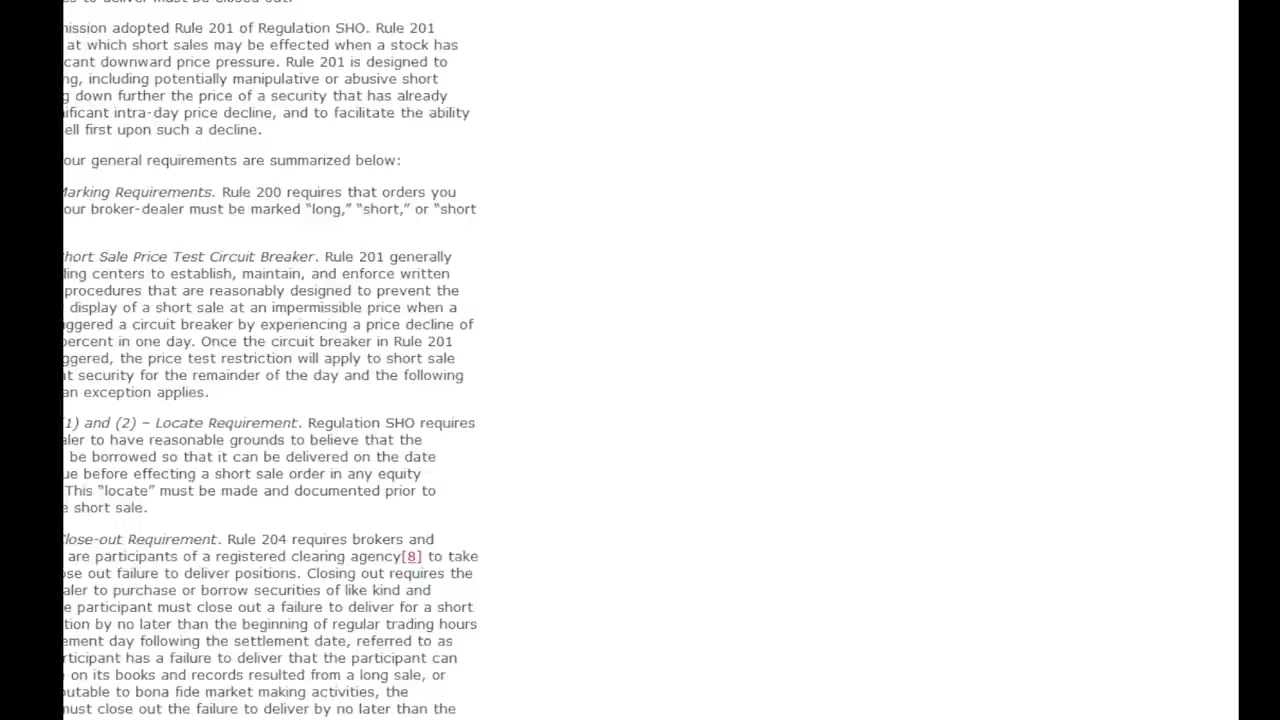 mission adopted Rule 201 of Regulation SHO. Rule 201
at which short sales may be effected when a stock has
cant downward price pressure. Rule 201 is designed to
ng, including potentially manipulative or abusive short
g down further the price of a security that has already
nificant intra-day price decline, and to facilitate the ability
ell first upon such a decline.
our general requirements are summarized below:
Marking Requirements. Rule 200 requires that orders you
our broker-dealer must be marked “long,” “short,” or “short
Short Sale Price Test Circuit Breaker. Rule 201 generally
ding centers to establish, maintain, and enforce written
procedures that are reasonably designed to prevent the
display of a short sale at an impermissible price when a
iggered a circuit breaker by experiencing a price decline of
percent in one day. Once the circuit breaker in Rule 201
ggered, the price test restriction will apply to short sale
at security for the remainder of the day and the following
an exception applies.
(1) and (2) – Locate Requirement. Regulation SHO requires
aler to have reasonable grounds to believe that the
be borrowed so that it can be delivered on the date
ue before effecting a short sale order in any equity
This “locate” must be made and documented prior to
e short sale.
Close-out Requirement. Rule 204 requires brokers and
are participants of a registered clearing agency[8] to take
ose out failure to deliver positions. Closing out requires the
aler to purchase or borrow securities of like kind and
e participant must close out a failure to deliver for a short
tion by no later than the beginning of regular trading hours
ement day following the settlement date, referred to as
rticipant has a failure to deliver that the participant can
on its books and records resulted from a long sale, or
butable to bona fide market making activities, the
must close out the failure to deliver by no later than the